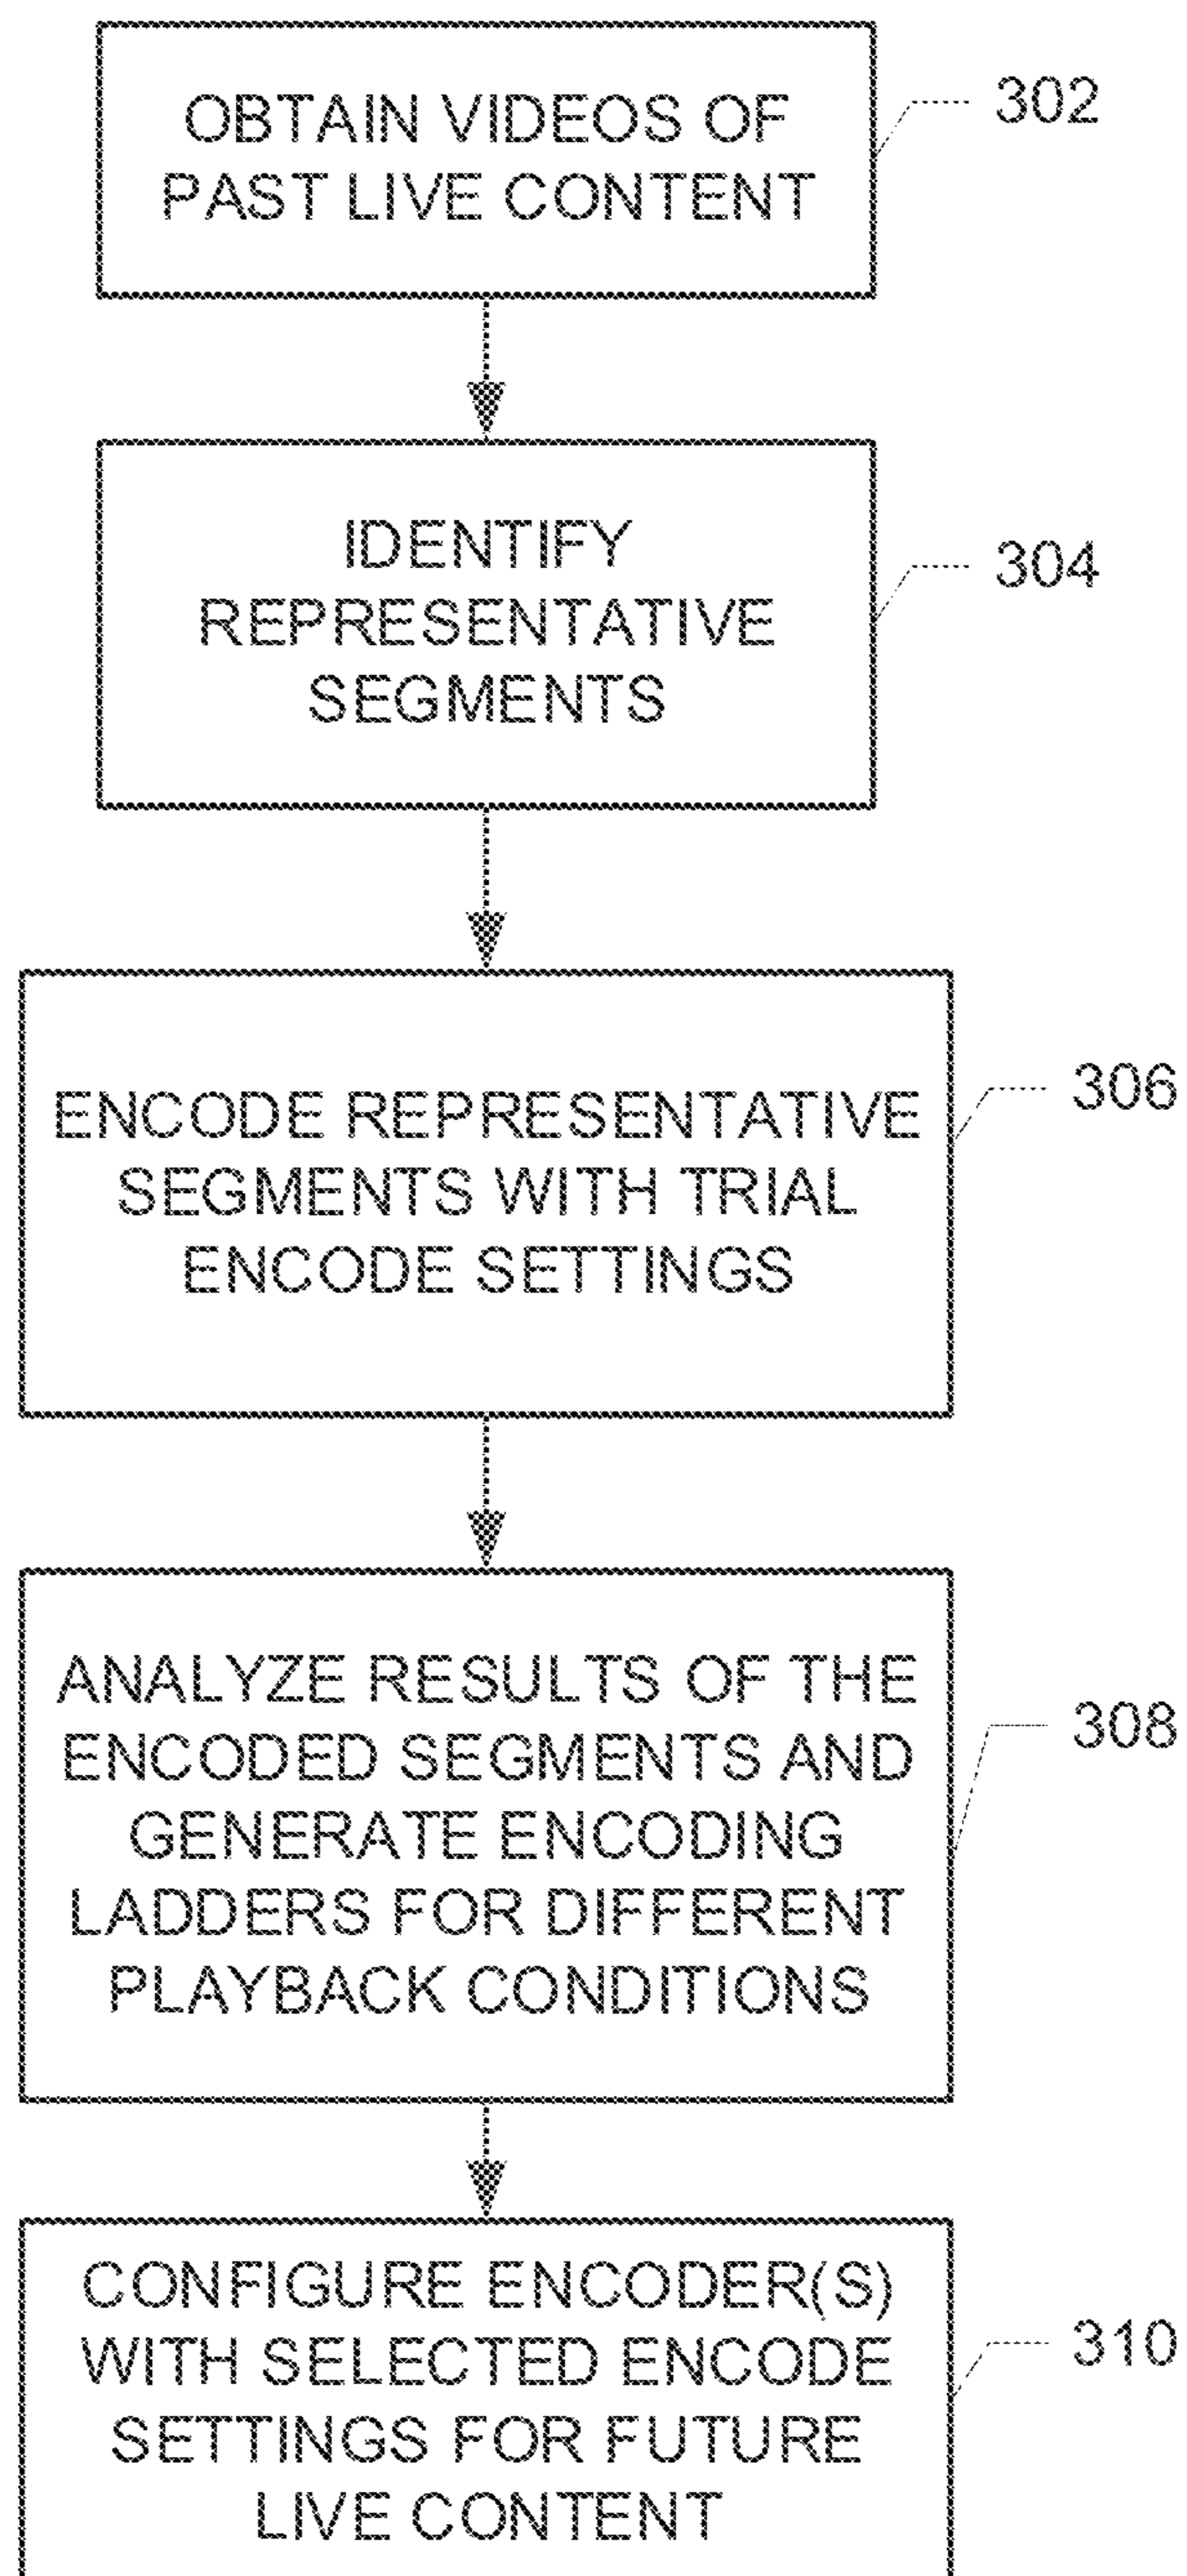 OBTAIN VIDEOS OF
PAST LIVE CONTENT
302
IDENTIFY
REPRESENTATIVE
SEGMENTS
304
ENCODE REPRESENTATIVE
SEGMENTS WITH TRIAL
ENCODE SETTINGS
306
ANALYZE RESULTS OF THE
ENCODED SEGMENTS AND
GENERATE ENCODING
LADDERS FOR DIFFERENT
PLAYBACK CONDITIONS
308
CONFIGURE ENCODER(S)
WITH SELECTED ENCODE
SETTINGS FOR FUTURE
LIVE CONTENT
310